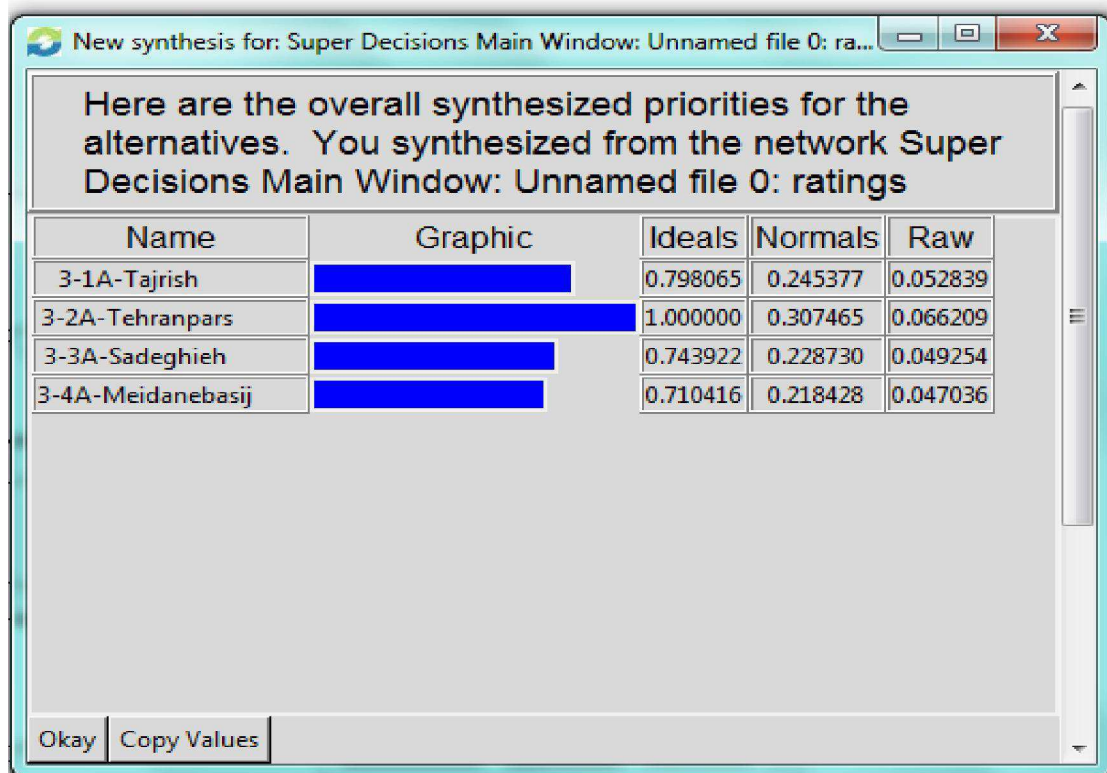 New synthesis for: Super Decisions Main Window: Unnamed file 0: ra...
Here are the overall synthesized priorities for the
alternatives. You synthesized from the network Super
Decisions Main Window: Unnamed file 0: ratings
Name Graphic Ideals Normals Raw
3-1A-Tajrish 0.798065 0.245377 0.052839
3-2A-Tehranpars 1.000000 0.307465 0.066209
3-3A-Sadeghieh 0.743922 0.228730 0.049254
3-4A-Meidanebasij 0.710416 0.218428 0.047036
Okay Copy Values